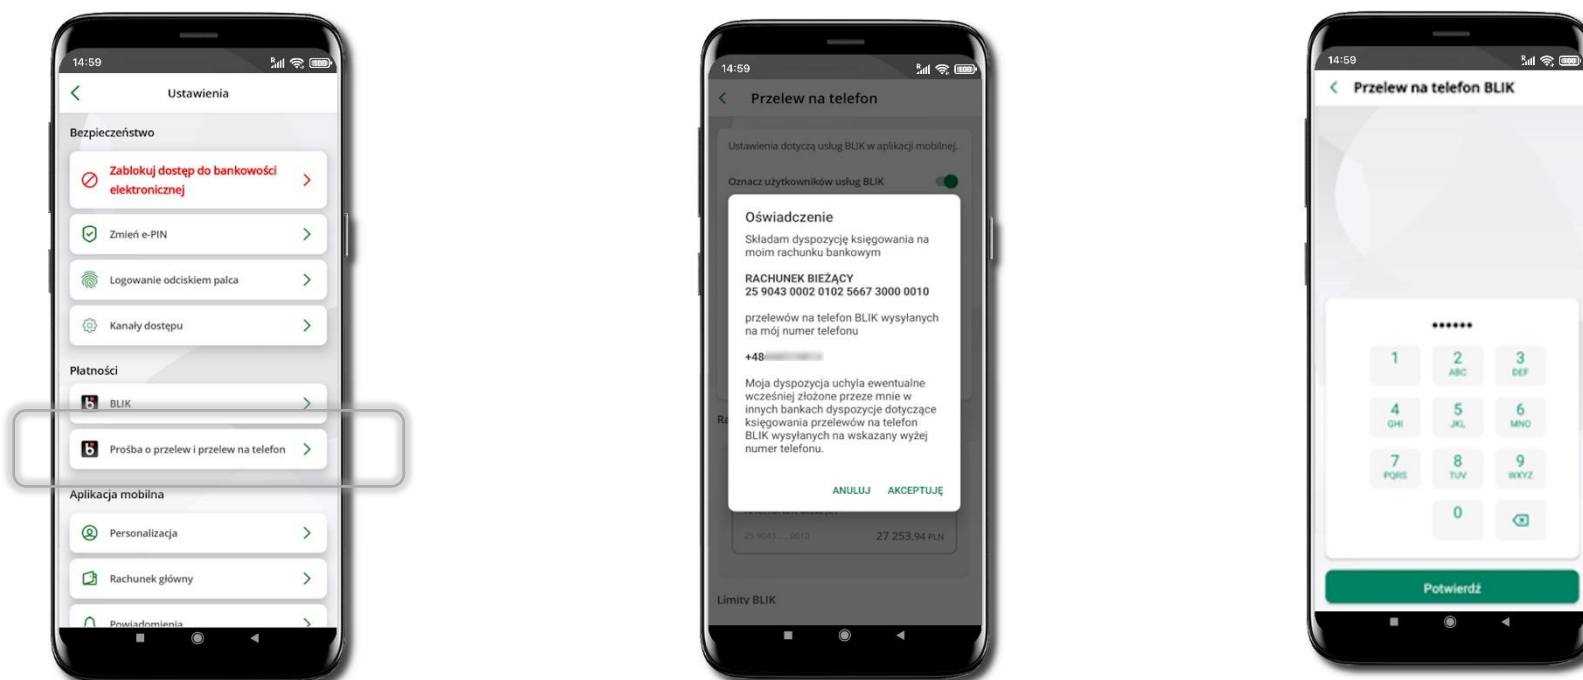 14:59
Ustawienia
Bezpieczeństwo
Zablokuj dostęp do bankowości
elektronicznej
Zmień e-PIN
Logowanie odciskiem palca
Kanały dostępu
Płatności
BLIK
Prośba o przelew i przelew na telefon
Aplikacja mobilna
Personalizacja
Rachunek główny
Powiadomienia
14:59
Przelew na telefon
Ustawienia dotyczą usług BLIK w aplikacji mobilnej.
Oznacz użytkowników usług BLIK
Oświadczenie
Składam dyspozycję księgowania na
moim rachunku bankowym
RACHUNEK BIEŻĄCY
25 9043 0002 0102 5667 3000 0010
przelewów na telefon BLIK wysyłanych
na mój numer telefonu
+48
Moja dyspozycja uchyla ewentualne
wcześniej złożone przeze mnie w
innych bankach dyspozycje dotyczące
księgowania przelewów na telefon
BLIK wysyłanych na wskazany wyżej
numer telefonu.
ANULUJ AKCEPTUJĘ
25 9043 ... 0010 27 253,94 PLN
Limity BLIK
14:59
Przelew na telefon BLIK
1 2 3
ABC DEF
4 5 6
GHI JKL MNO
7 8 9
PQRS TUV WXYZ
0
Potwierdź